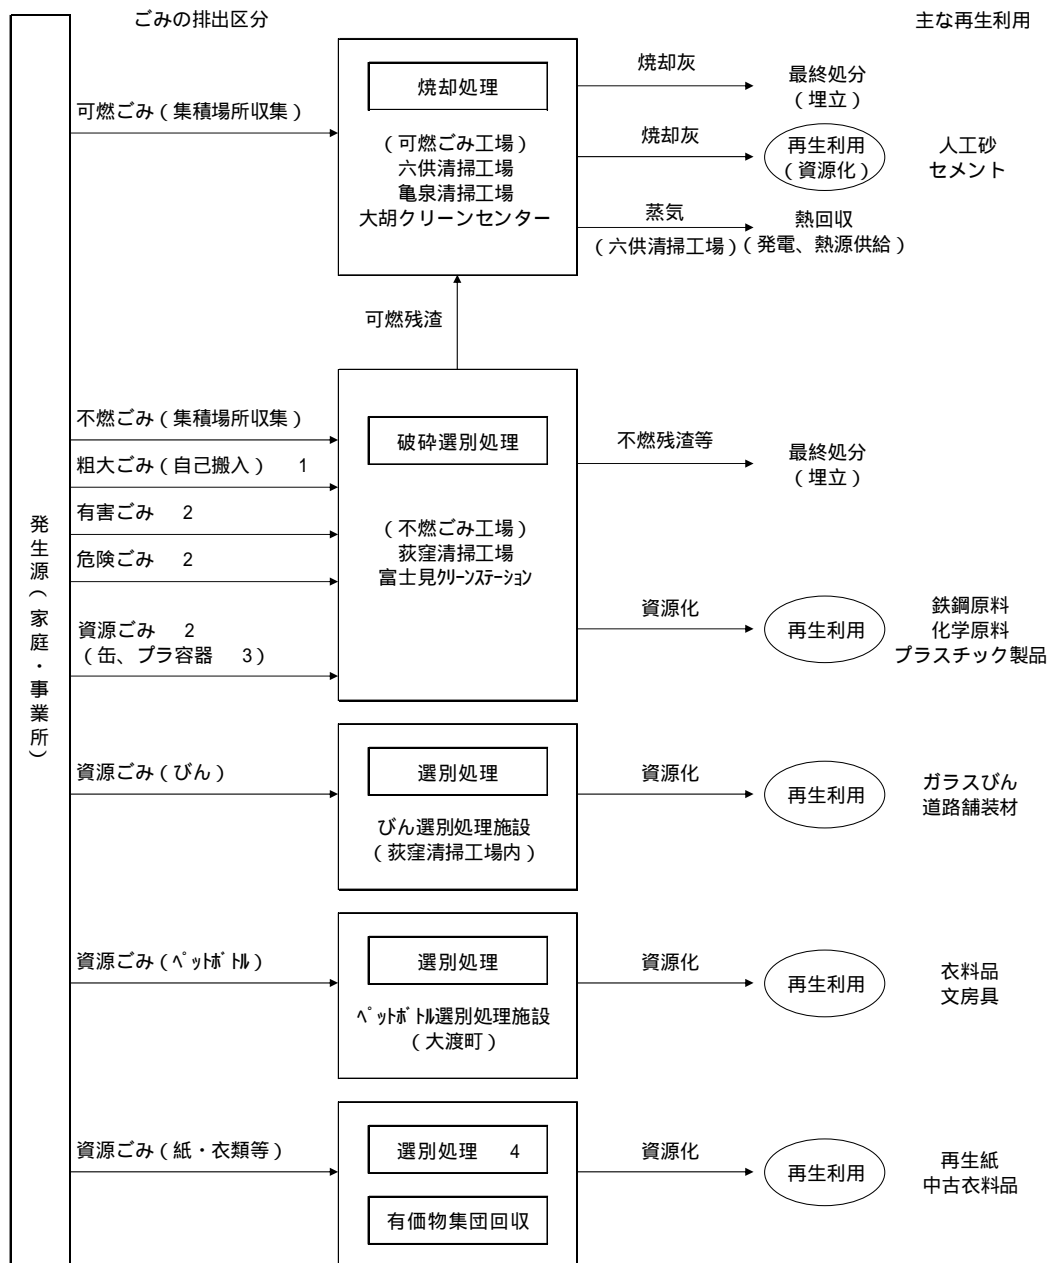 ごみの排出区分
主な再生利用
発生源（家庭・事業所）
可燃ごみ（集積場所収集）
焼却処理
（可燃ごみ工場）
六供清掃工場
亀泉清掃工場
大胡クリーンセンター
焼却灰
最終処分
（埋立）
焼却灰
再生利用
（資源化）
人工砂
セメント
蒸気
（六供清掃工場）
熱回収
（発電、熱源供給）
可燃残渣
不燃ごみ（集積場所収集）
粗大ごみ（自己搬入） 1
有害ごみ 2
危険ごみ 2
資源ごみ 2
（缶、プラ容器 3）
破砕選別処理
（不燃ごみ工場）
荻窪清掃工場
富士見ｸﾘｰﾝｽﾃｰｼｮﾝ
不燃残渣等
最終処分
（埋立）
資源化
再生利用
鉄鋼原料
化学原料
プラスチック製品
資源ごみ（びん）
選別処理
びん選別処理施設
（荻窪清掃工場内）
資源化
再生利用
ガラスびん
道路舗装材
資源ごみ（ﾍﾟｯﾄﾎﾞﾄﾙ）
選別処理
ﾍﾟｯﾄﾎﾞﾄﾙ選別処理施設
（大渡町）
資源化
再生利用
衣料品
文房具
資源ごみ（紙・衣類等）
選別処理 4
有価物集団回収
資源化
再生利用
再生紙
中古衣料品